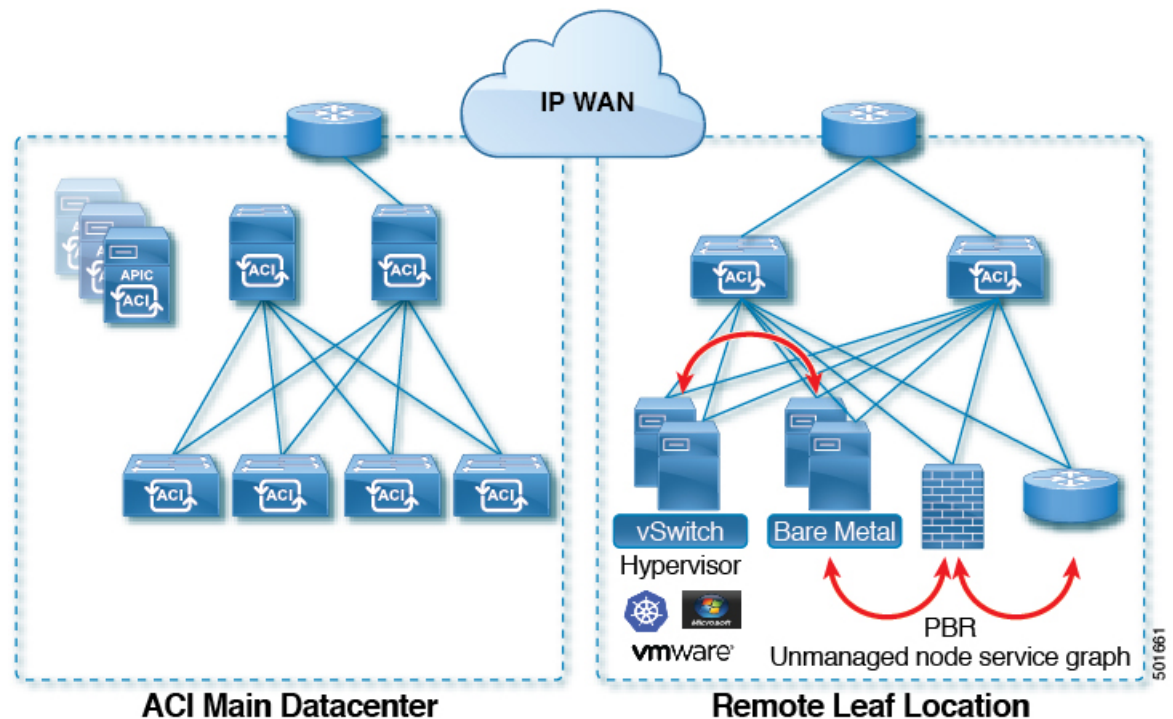 IP WAN
A
A
APIC
ACI
ACI
ACI
ACI
ACI
ACI
ACI
ACI
ACI
ACI
vSwitch
Bare Metal
Hypervisor
Microsoft
vmware
PBR
Unmanaged node service graph
501661
ACI Main Datacenter
Remote Leaf Location